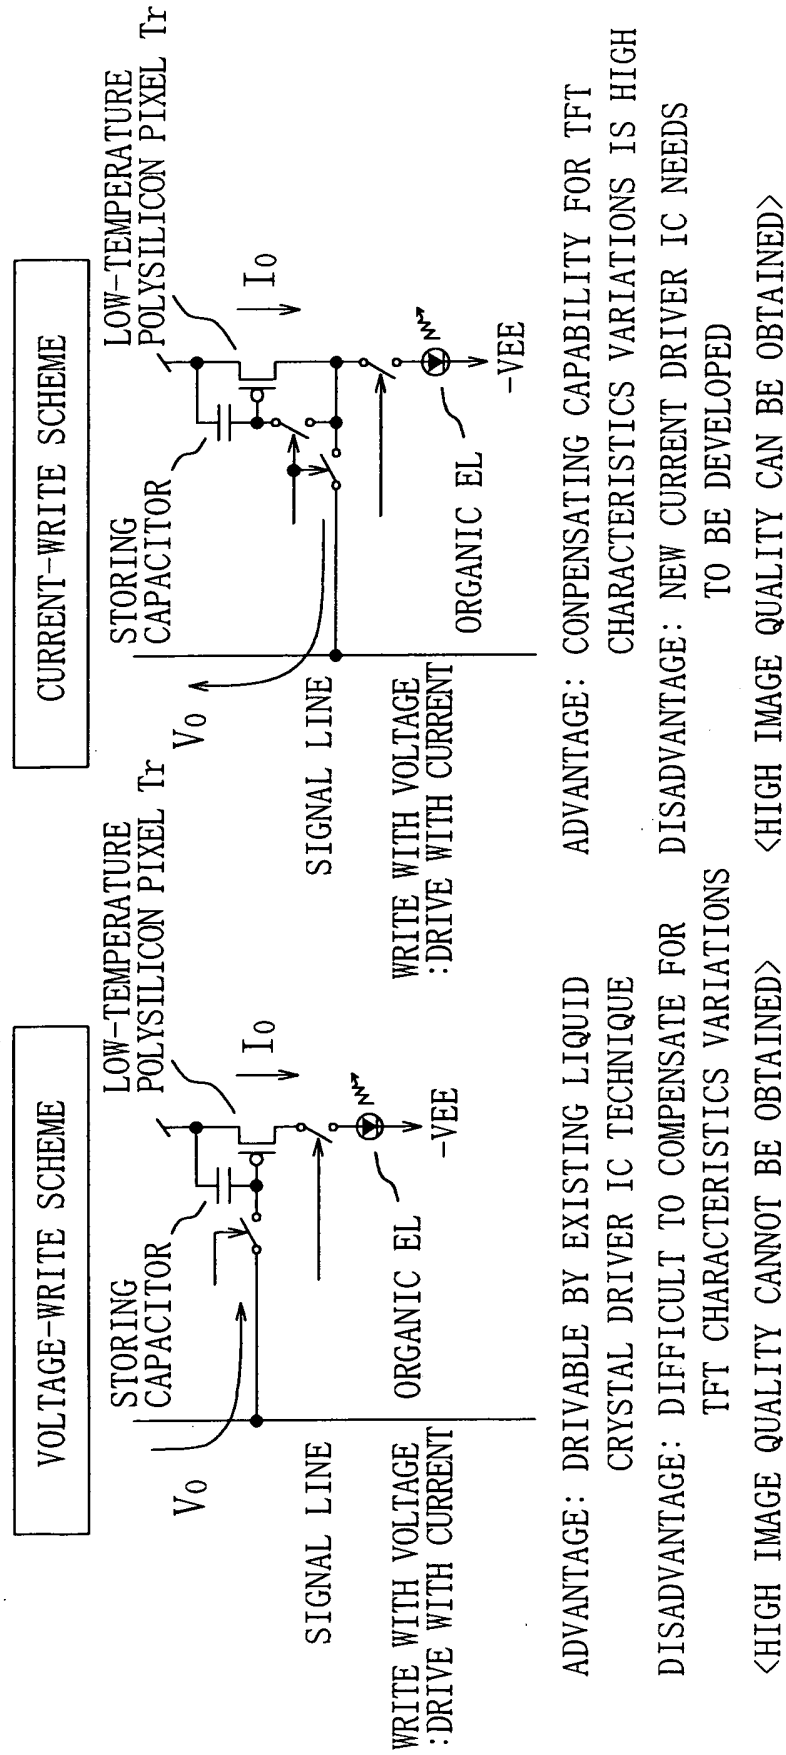 VOLTAGE-WRITE SCHEME
LOW-TEMPERATURE
POLYSILICON PIXEL Tr
STORING
CAPACITOR
V0
I0
SIGNAL LINE
ORGANIC EL
-VEE
WRITE WITH VOLTAGE
:DRIVE WITH CURRENT
ADVANTAGE: DRIVABLE BY EXISTING LIQUID
CRYSTAL DRIVER IC TECHNIQUE
DISADVANTAGE: DIFFICULT TO COMPENSATE FOR
TFT CHARACTERISTICS VARIATIONS
<HIGH IMAGE QUALITY CANNOT BE OBTAINED>
CURRENT-WRITE SCHEME
LOW-TEMPERATURE
POLYSILICON PIXEL Tr
STORING
CAPACITOR
V0
I0
SIGNAL LINE
ORGANIC EL
-VEE
WRITE WITH VOLTAGE
:DRIVE WITH CURRENT
ADVANTAGE: CONPENSATING CAPABILITY FOR TFT
CHARACTERISTICS VARIATIONS IS HIGH
DISADVANTAGE: NEW CURRENT DRIVER IC NEEDS
TO BE DEVELOPED
<HIGH IMAGE QUALITY CAN BE OBTAINED>